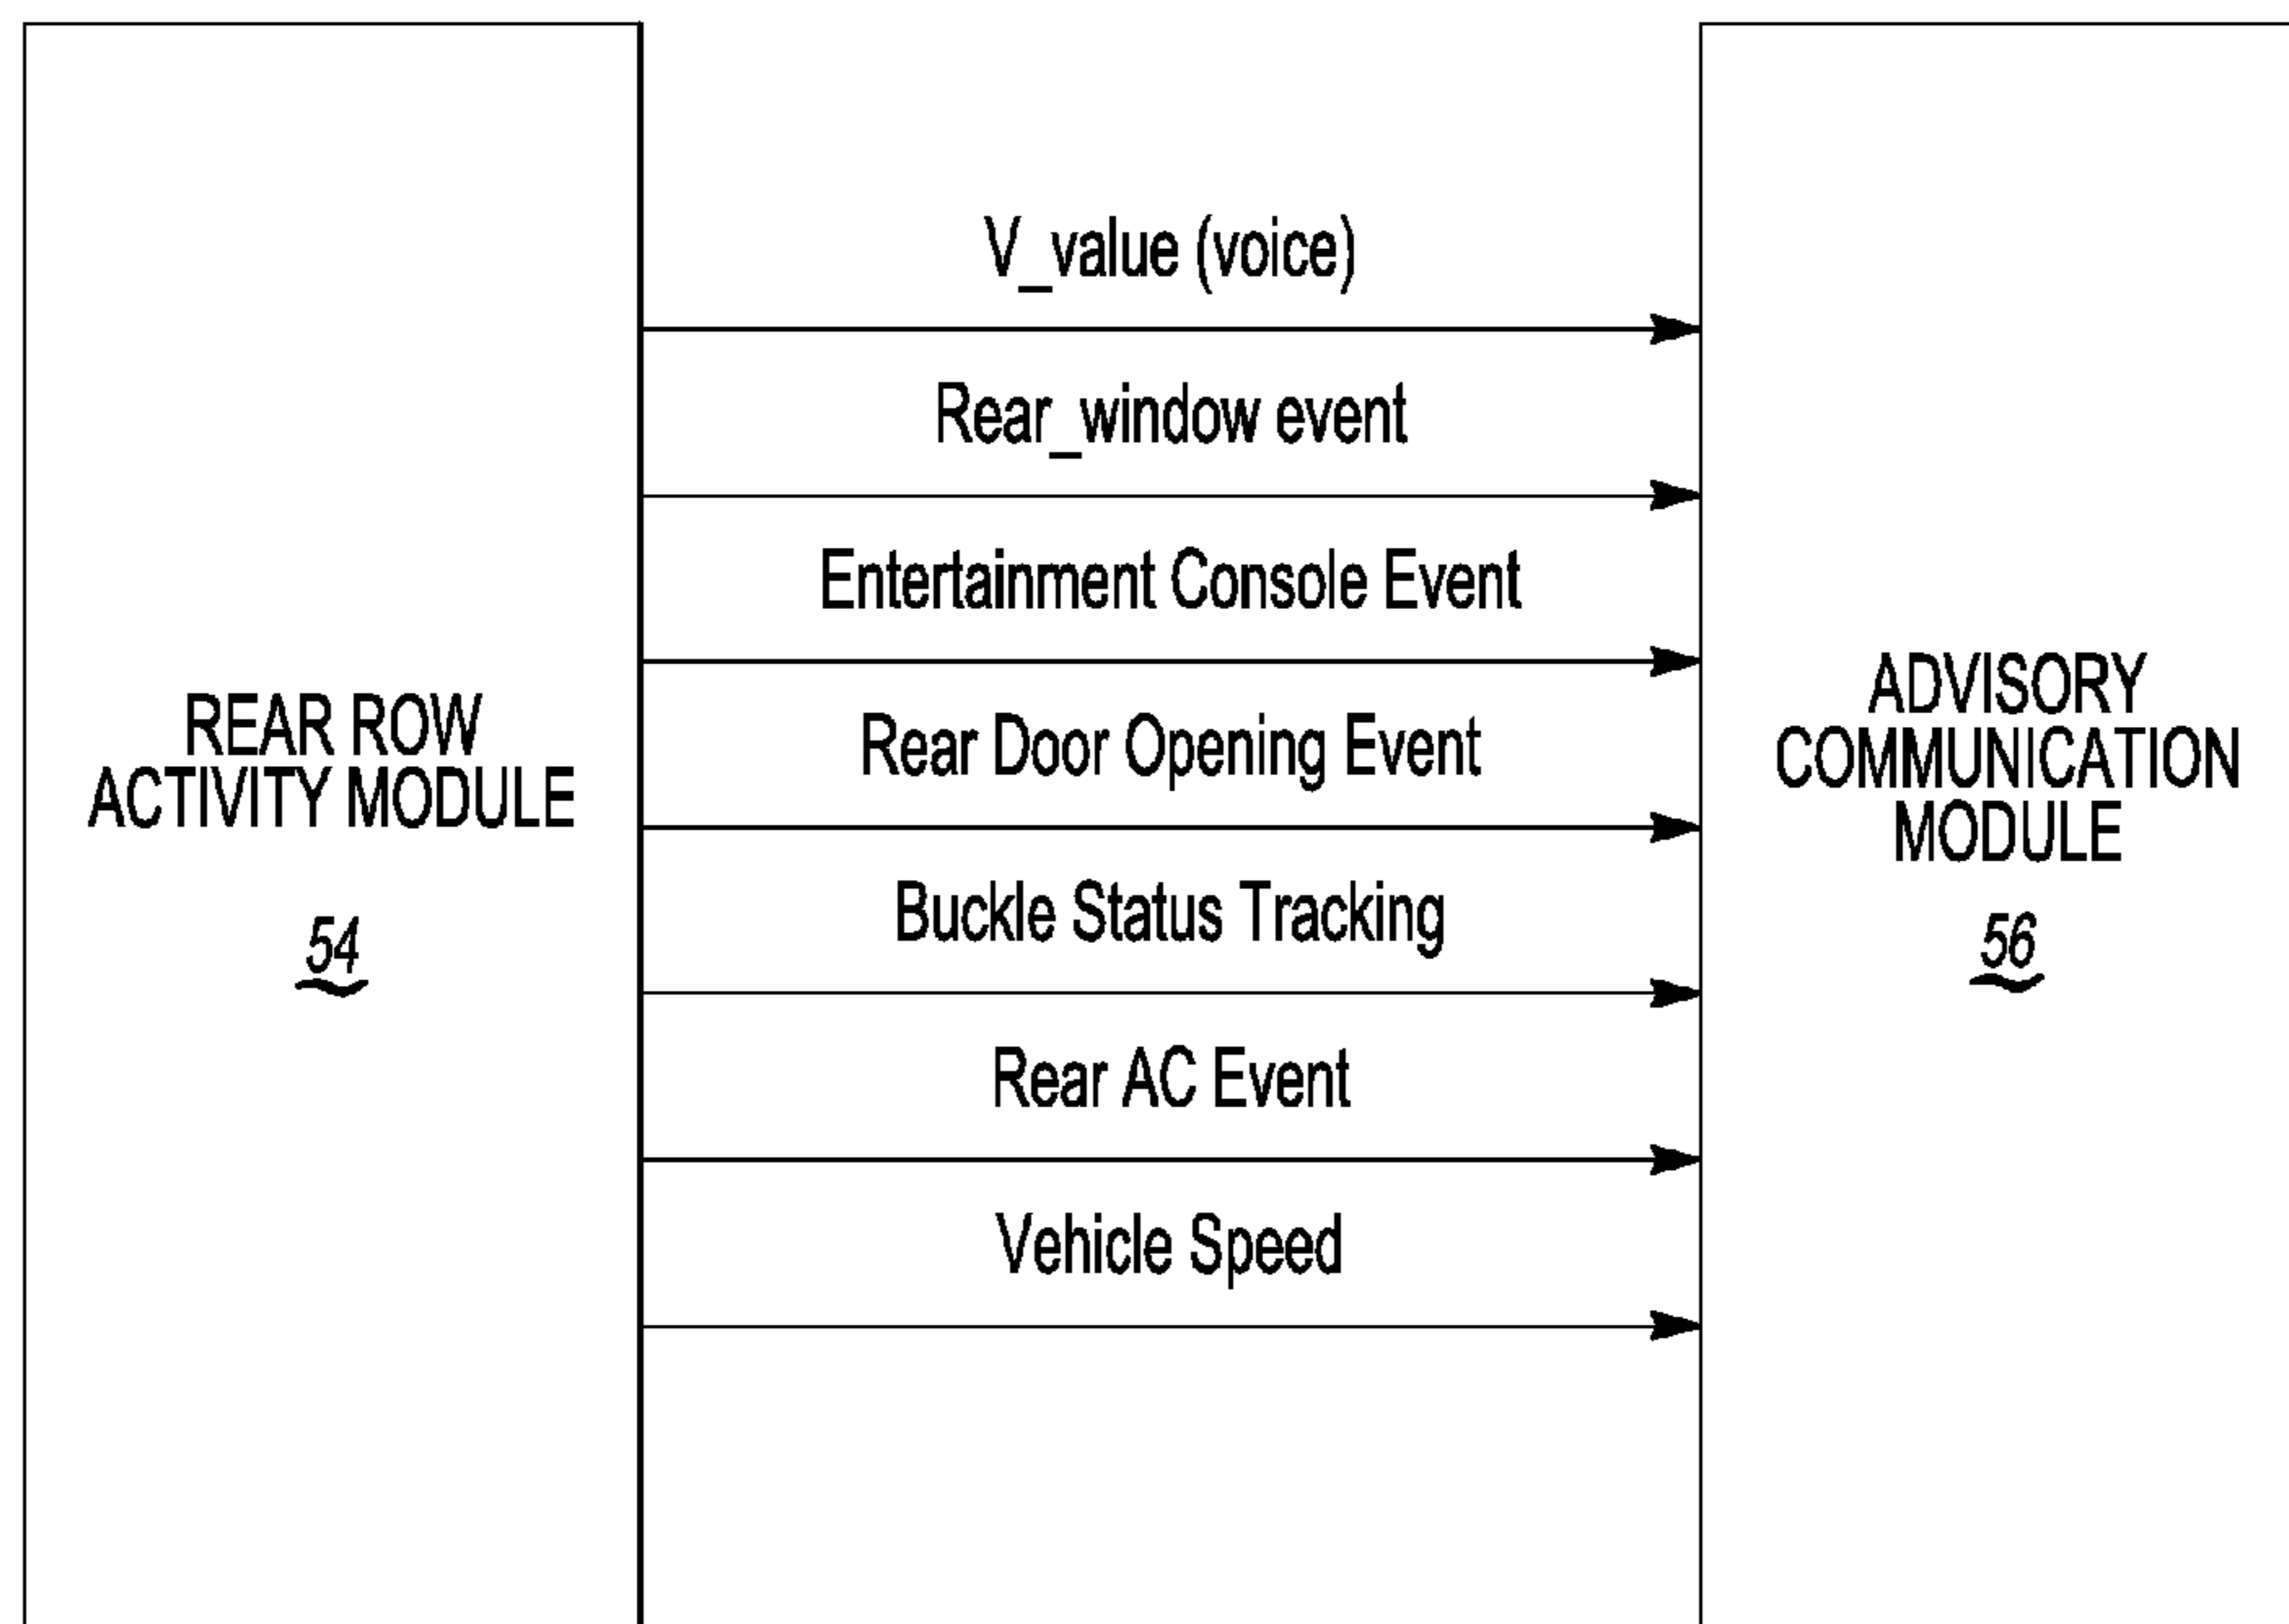 V_value (voice)
Rear_window event
Entertainment Console Event
Rear Door Opening Event
Buckle Status Tracking
Rear AC Event
Vehicle Speed
REAR ROW
ACTIVITY MODULE
54
ADVISORY
COMMUNICATION
MODULE
56